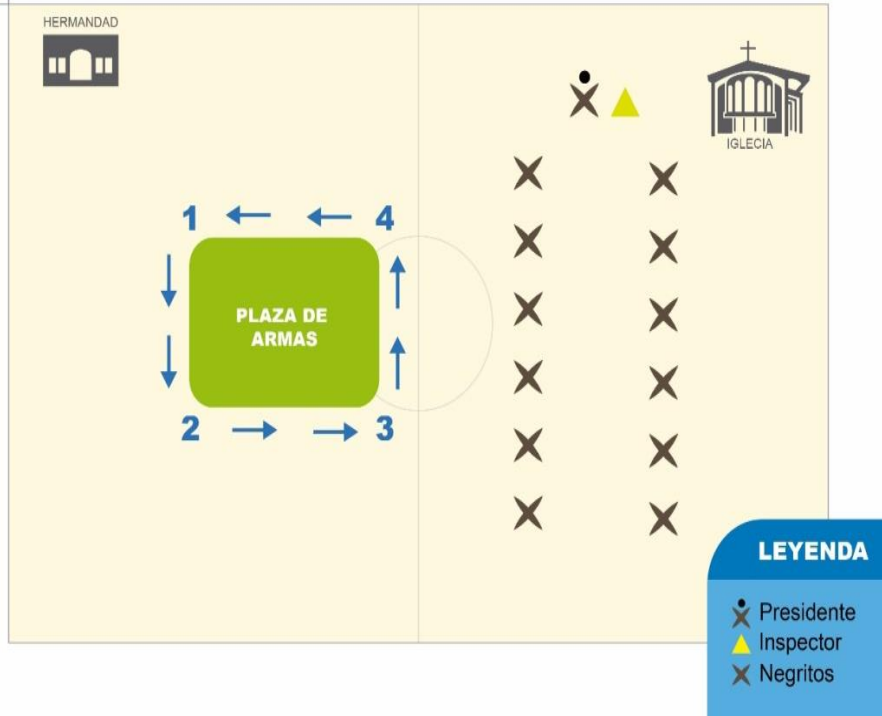 HERMANDAD
IGLECIA
1
4
PLAZA DE
ARMAS
2
3
LEYENDA
Presidente
Inspector
Negritos